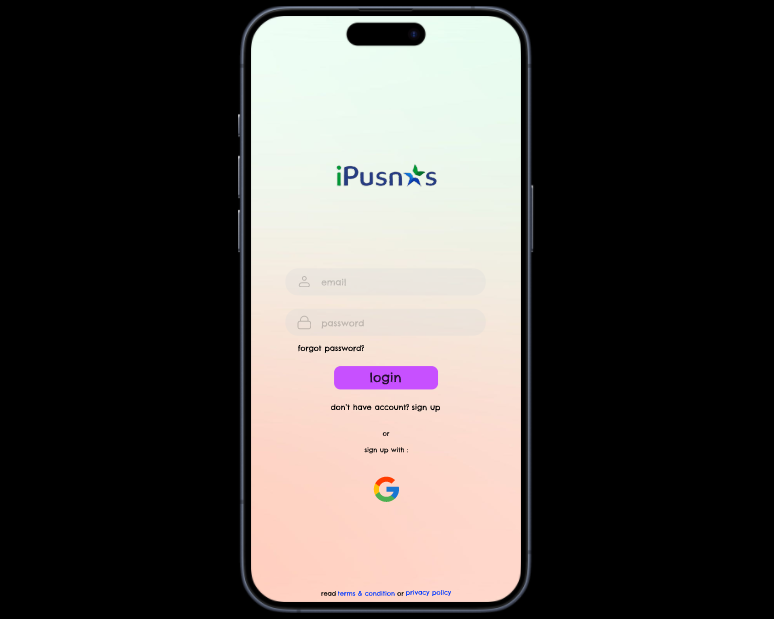 iPusnas
email
password
forgot password?
login
don't have account? sign up
or
sign up with :
read terms & condition or privacy policy